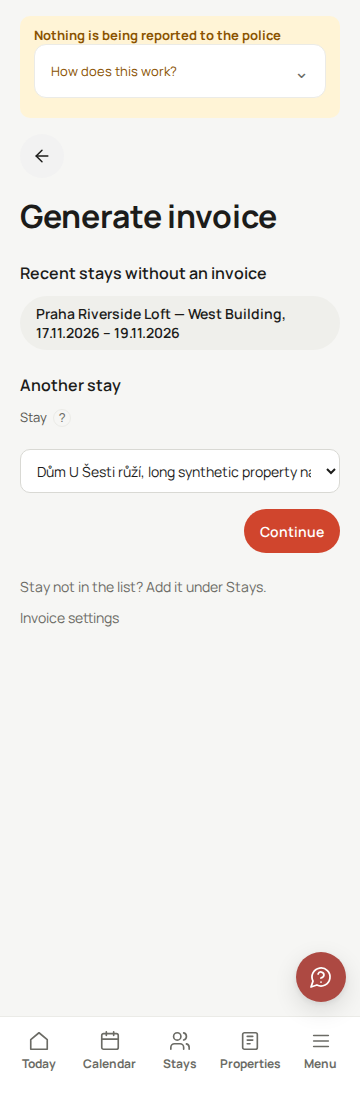 Nothing is being reported to the police
How does this work?
Generate invoice
Recent stays without an invoice
Praha Riverside Loft — West Building,
17.11.2026 – 19.11.2026
Another stay
Stay ?
Dům U Šesti růží, long synthetic property na
Continue
Stay not in the list? Add it under Stays.
Invoice settings
Today Calendar Stays Properties Menu